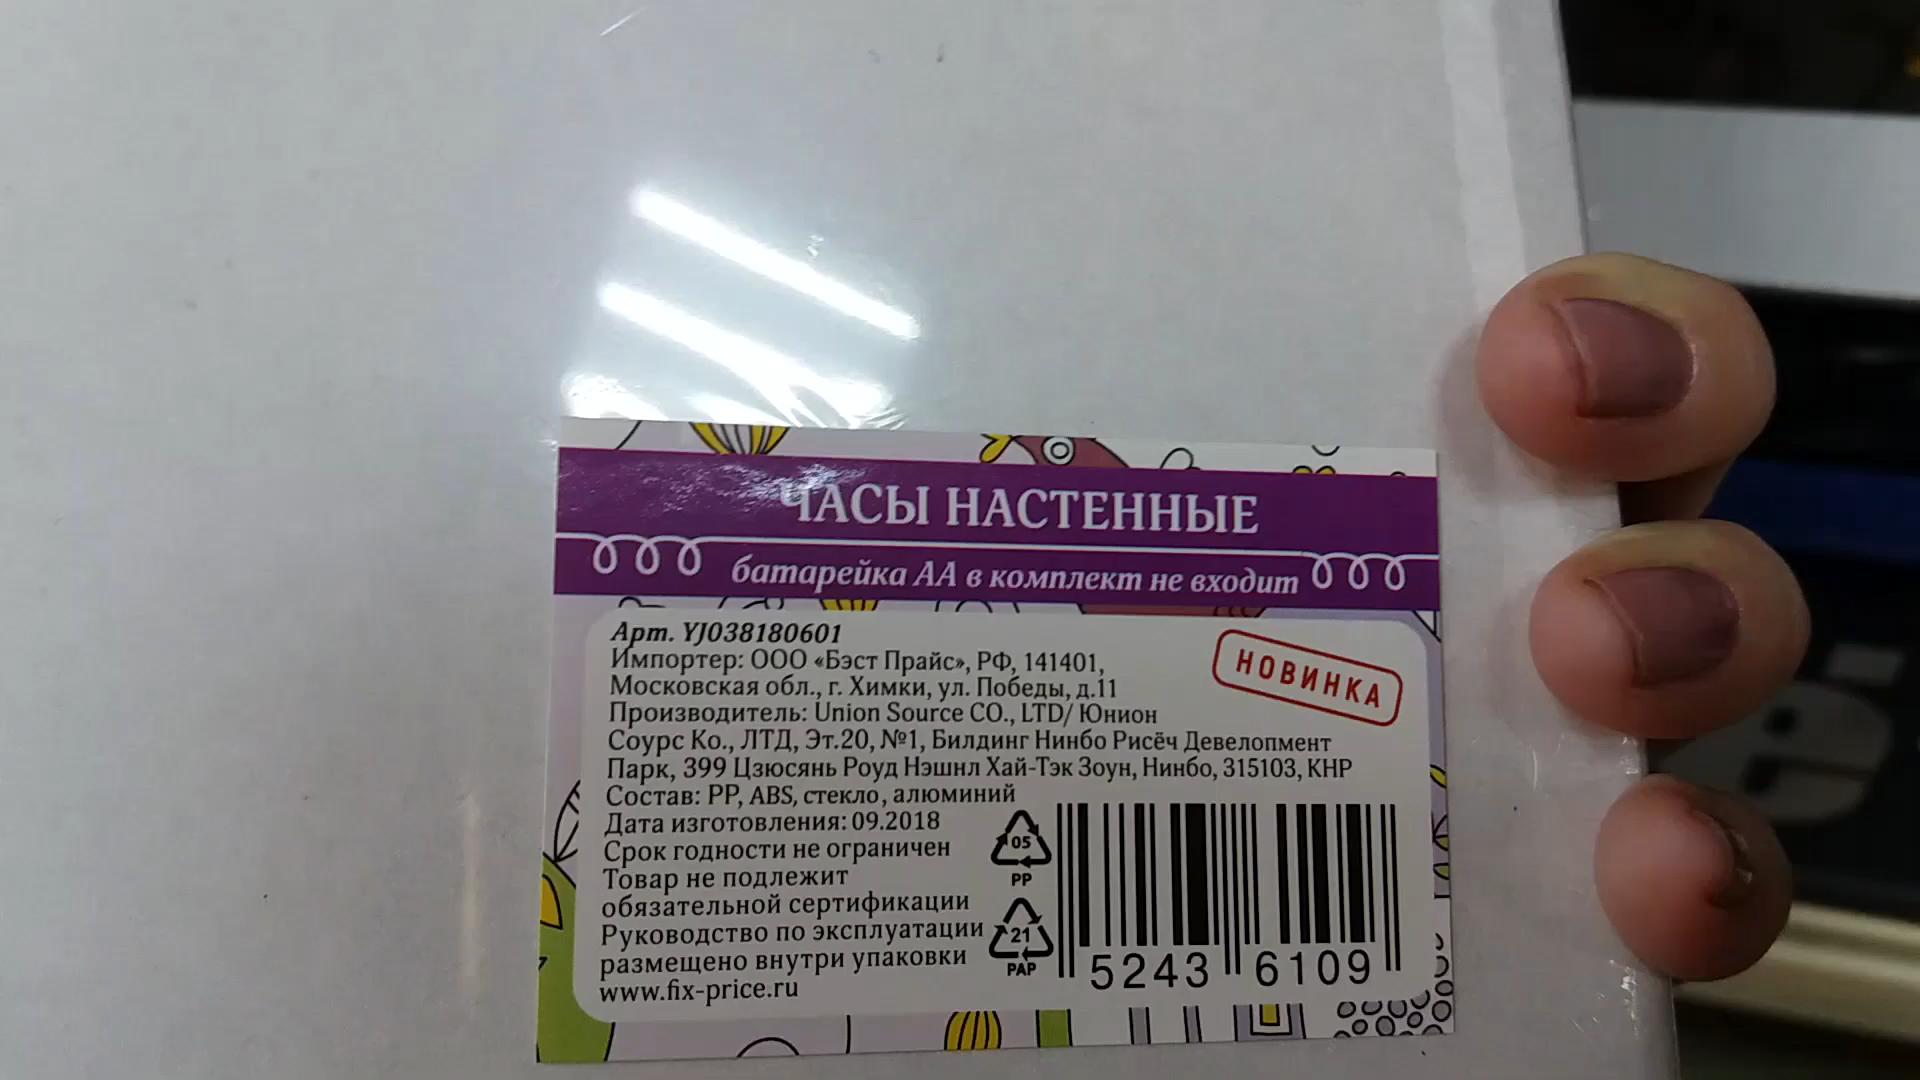 ЧАСЫ НАСТЕННЫЕ
батарейка АА в комплект не входит
Арт. YJ038180601
НОВИНКА
Импортер: ООО «Бэст Прайс», РФ, 141401,
Московская обл., г. Химки, ул. Победы, д.11
Производитель: Union Source CO., LTD/ Юнион
Соурс Ко., ЛТД, Эт.20, №1, Билдинг Нинбо Рисёч Девелопмент
Парк, 399 Цзюсянь Роуд Нэшнл Хай-Тэк Зоун, Нинбо, 315103, КНР
Состав: PP, ABS, стекло, алюминий
Дата изготовления: 09.2018
Срок годности не ограничен
Товар не подлежит
обязательной сертификации
Руководство по эксплуатации
размещено внутри упаковки
www.fix-price.ru
05
PP
21
PAP
5243 6109